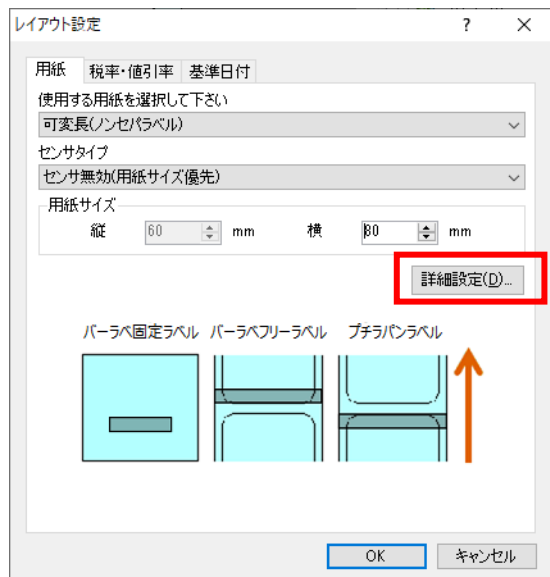 レイアウト設定 ? ×
用紙 税率・値引率 基準日付
使用する用紙を選択して下さい
可変長(ノンセパラベル)
センサタイプ
センサ無効(用紙サイズ優先)
用紙サイズ
縦 60 mm 横 80 mm
詳細設定(D)...
バーラベ固定ラベル バーラベフリーラベル プチラパンラベル
OK キャンセル